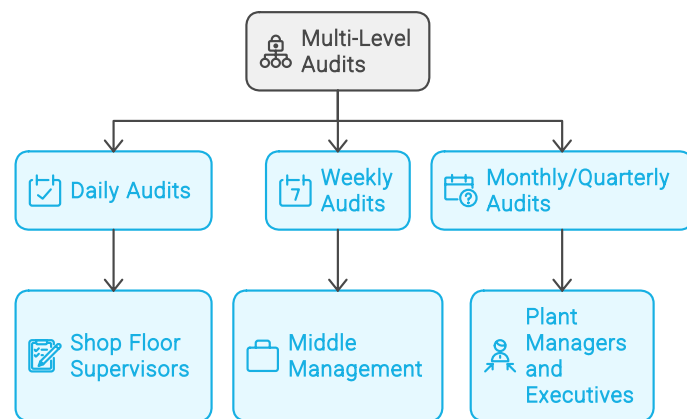 Multi-Level
Audits
Daily Audits
Weekly
Audits
7
Monthly/Quarterly
Audits
?
Shop Floor
Supervisors
Middle
Management
Plant
Managers
and
Executives